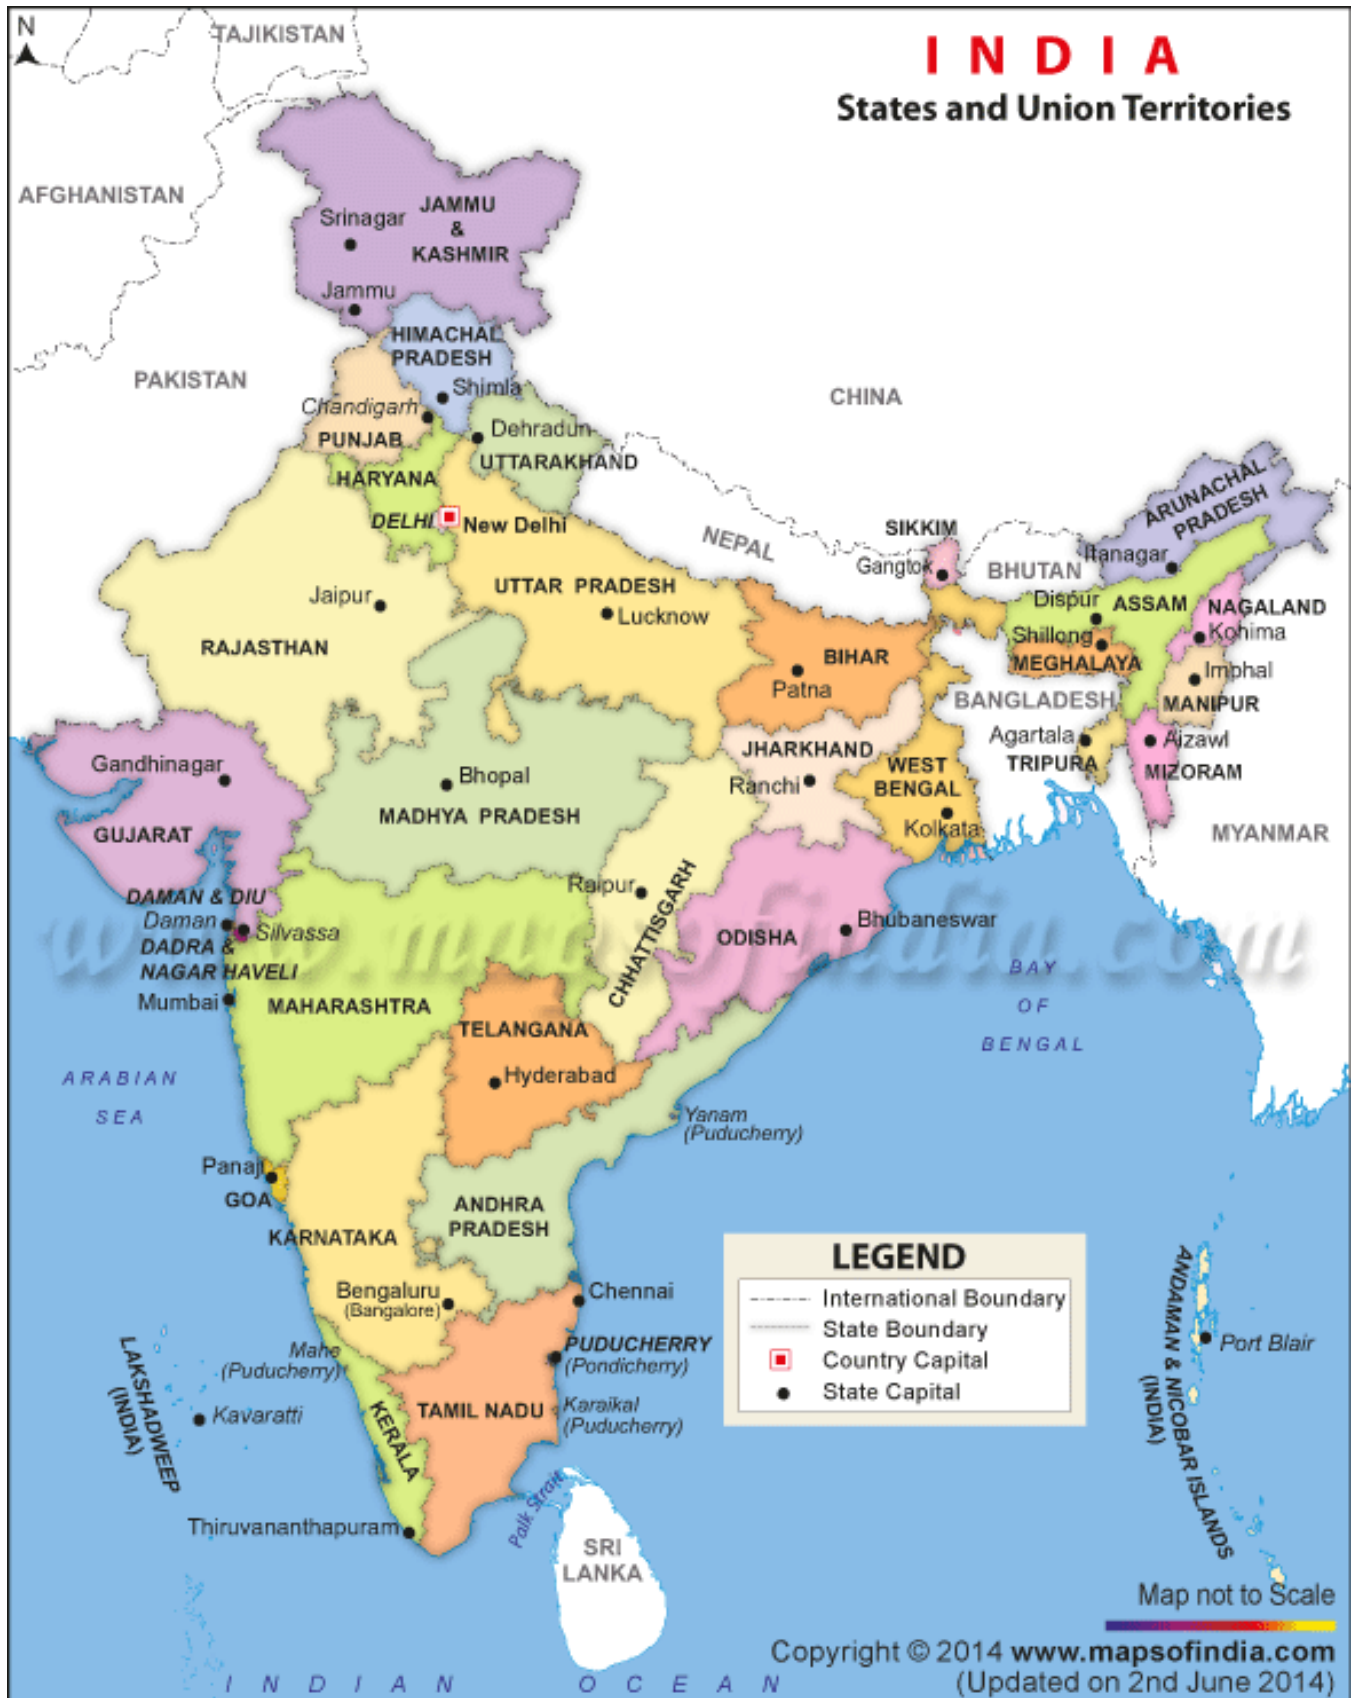 N
TAJIKISTAN
INDIA
States and Union Territories
AFGHANISTAN
JAMMU
&
KASHMIR
Srinagar
Jammu
HIMACHAL
PRADESH
PAKISTAN
Shimla
CHINA
Chandigarh
PUNJAB
Dehradun
UTTARAKHAND
HARYANA
ARUNACHAL
PRADESH
DELHI
New Delhi
NEPAL
SIKKIM
Gangtok
BHUTAN
Itanagar
UTTAR PRADESH
Lucknow
Jaipur
RAJASTHAN
Dispur
ASSAM
NAGALAND
Kohima
Shillong
MEGHALAYA
BIHAR
Patna
Imphal
MANIPUR
BANGLADESH
Agartala
TRIPURA
Aizawl
MIZORAM
JHARKHAND
Ranchi
WEST
BENGAL
Kolkata
Gandhinagar
GUJARAT
Bhopal
MADHYA PRADESH
MYANMAR
Raipur
CHHATTISGARH
DAMAN & DIU
Daman
Silvassa
DADRA &
NAGAR HAVELI
Mumbai
MAHARASHTRA
ODISHA
Bhubaneswar
www.mapsofindia.com
BAY
OF
BENGAL
TELANGANA
Hyderabad
ARABIAN
SEA
Yanam
(Puducherry)
Panaji
GOA
KARNATAKA
ANDHRA
PRADESH
Bengaluru
(Bangalore)
Chennai
LEGEND
International Boundary
State Boundary
Country Capital
State Capital
Mahe
(Puducherry)
PUDUCHERRY
(Pondicherry)
Karaikal
(Puducherry)
TAMIL NADU
KERALA
LAKSHADWEEP
(INDIA)
Kavaratti
ANDAMAN & NICOBAR ISLANDS
(INDIA)
Port Blair
Thiruvananthapuram
Palk Strait
SRI
LANKA
Map not to Scale
Copyright © 2014 www.mapsofindia.com
(Updated on 2nd June 2014)
INDIAN OCEAN